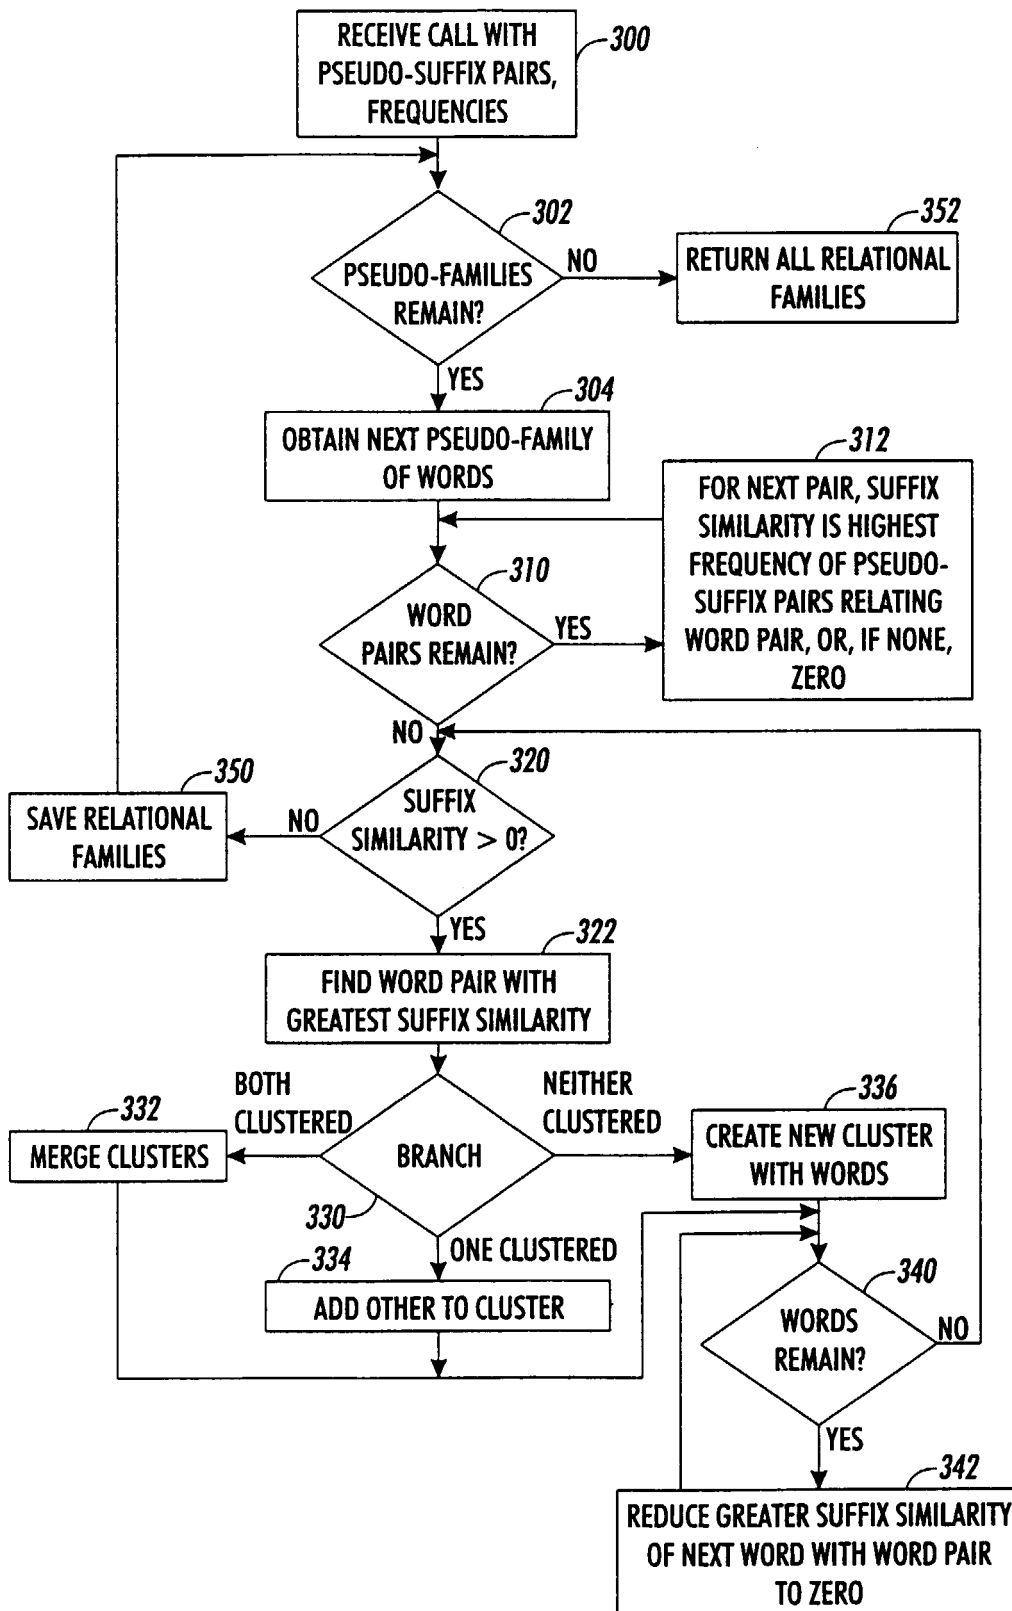 RECEIVE CALL WITH
PSEUDO-SUFFIX PAIRS,
FREQUENCIES
300
302
PSEUDO-FAMILIES
REMAIN?
NO
352
RETURN ALL RELATIONAL
FAMILIES
YES
304
OBTAIN NEXT PSEUDO-FAMILY
OF WORDS
312
FOR NEXT PAIR, SUFFIX
SIMILARITY IS HIGHEST
FREQUENCY OF PSEUDO-
SUFFIX PAIRS RELATING
WORD PAIR, OR, IF NONE,
ZERO
310
WORD
PAIRS REMAIN?
YES
NO
320
SUFFIX
SIMILARITY > 0?
NO
350
SAVE RELATIONAL
FAMILIES
YES
322
FIND WORD PAIR WITH
GREATEST SUFFIX SIMILARITY
BOTH
CLUSTERED
NEITHER
CLUSTERED
332
MERGE CLUSTERS
BRANCH
330
336
CREATE NEW CLUSTER
WITH WORDS
ONE CLUSTERED
334
ADD OTHER TO CLUSTER
340
WORDS
REMAIN?
NO
YES
342
REDUCE GREATER SUFFIX SIMILARITY
OF NEXT WORD WITH WORD PAIR
TO ZERO